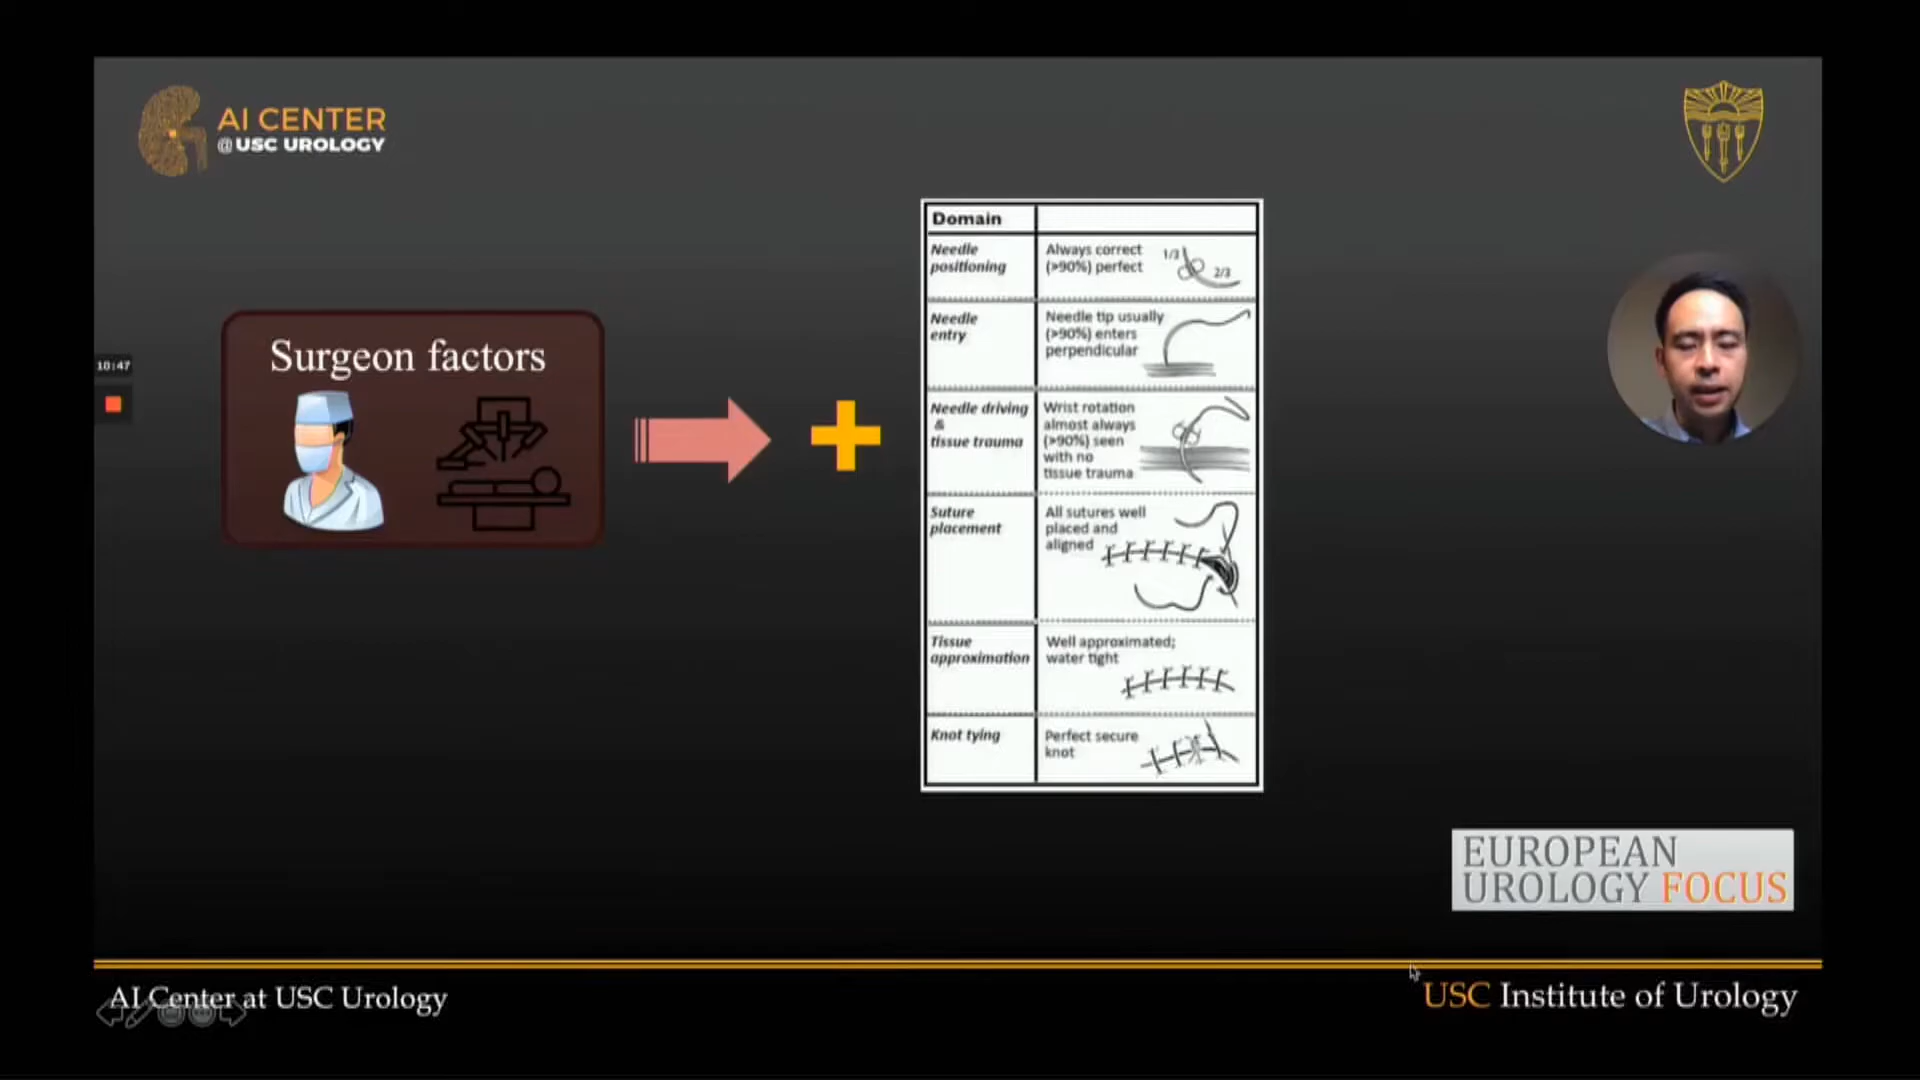 AI CENTER
@USC UROLOGY
Domain
Needle
positioning
Always correct
(>90%) perfect
1/3
2/3
Needle
entry
Needle tip usually
(>90%) enters
perpendicular
Surgeon factors
10:47
Needle driving
&
tissue trauma
Wrist rotation
almost always
(>90%) seen
with no
tissue trauma
Suture
placement
All sutures well
placed and
aligned
Tissue
approximation
Well approximated;
water tight
Knot tying
Perfect secure
knot
EUROPEAN
UROLOGY FOCUS
AI Center at USC Urology
USC Institute of Urology